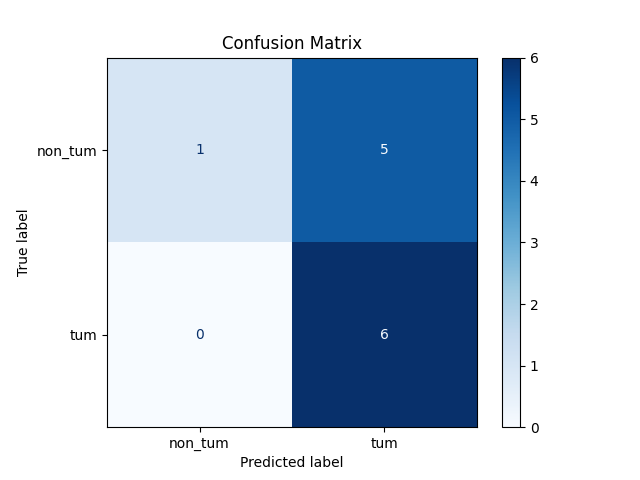 Confusion Matrix
True label
non_tum
1
5
tum
0
6
non_tum
tum
Predicted label
6
5
4
3
2
1
0